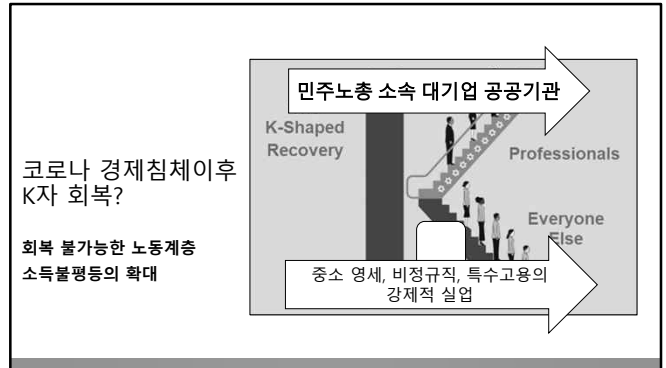 코로나 경제침체이후
K자 회복?
회복 불가능한 노동계층
소득불평등의 확대
민주노총 소속 대기업 공공기관
K-Shaped
Recovery
Professionals
Everyone
Else
중소 영세, 비정규직, 특수고용의
강제적 실업